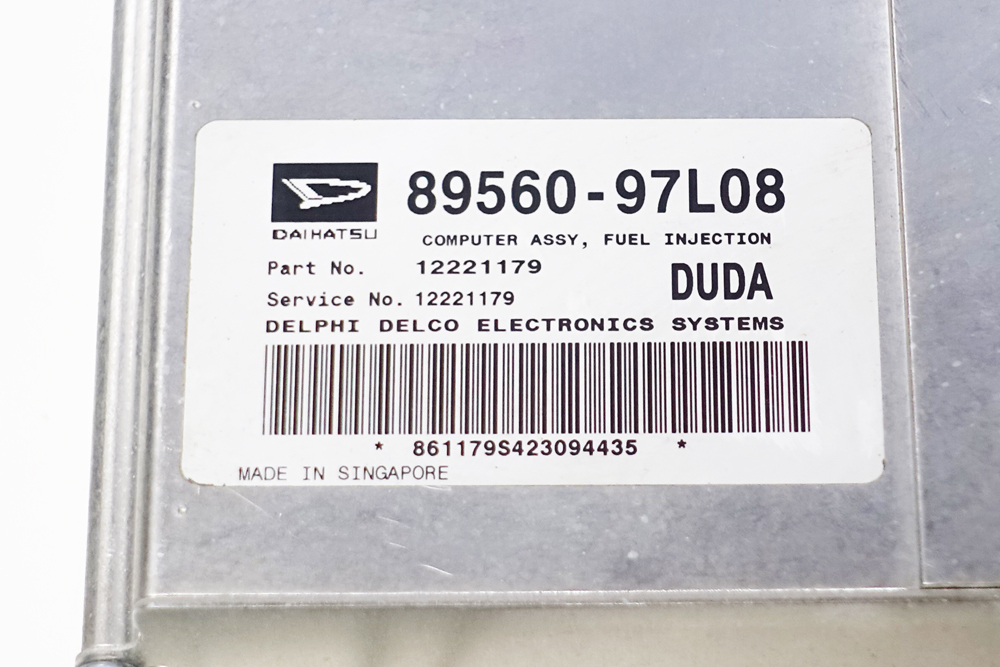 89560-97L08
DAIHATSU
COMPUTER ASSY, FUEL INJECTION
Part No. 12221179
DUDA
Service No. 12221179
DELPHI DELCO ELECTRONICS SYSTEMS
* 861179S423094435 *
MADE IN SINGAPORE